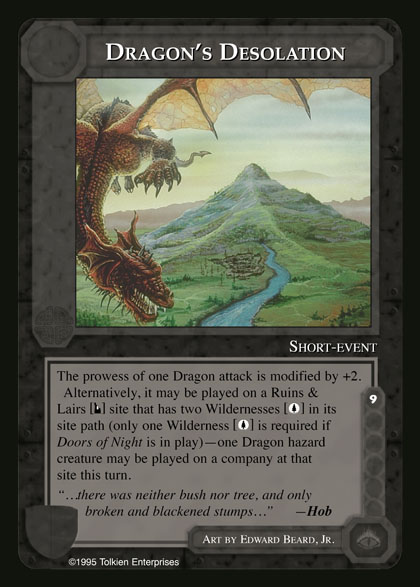 DRAGON'S DESOLATION
SHORT-EVENT
The prowess of one Dragon attack is modified by +2.
Alternatively, it may be played on a Ruins &
Lairs [] site that has two Wildernesses [] in its
site path (only one Wilderness [] is required if
Doors of Night is in play)—one Dragon hazard
creature may be played on a company at that
site this turn.
9
“…there was neither bush nor tree, and only
broken and blackened stumps…” —Hob
ART BY EDWARD BEARD, JR.
©1995 Tolkien Enterprises